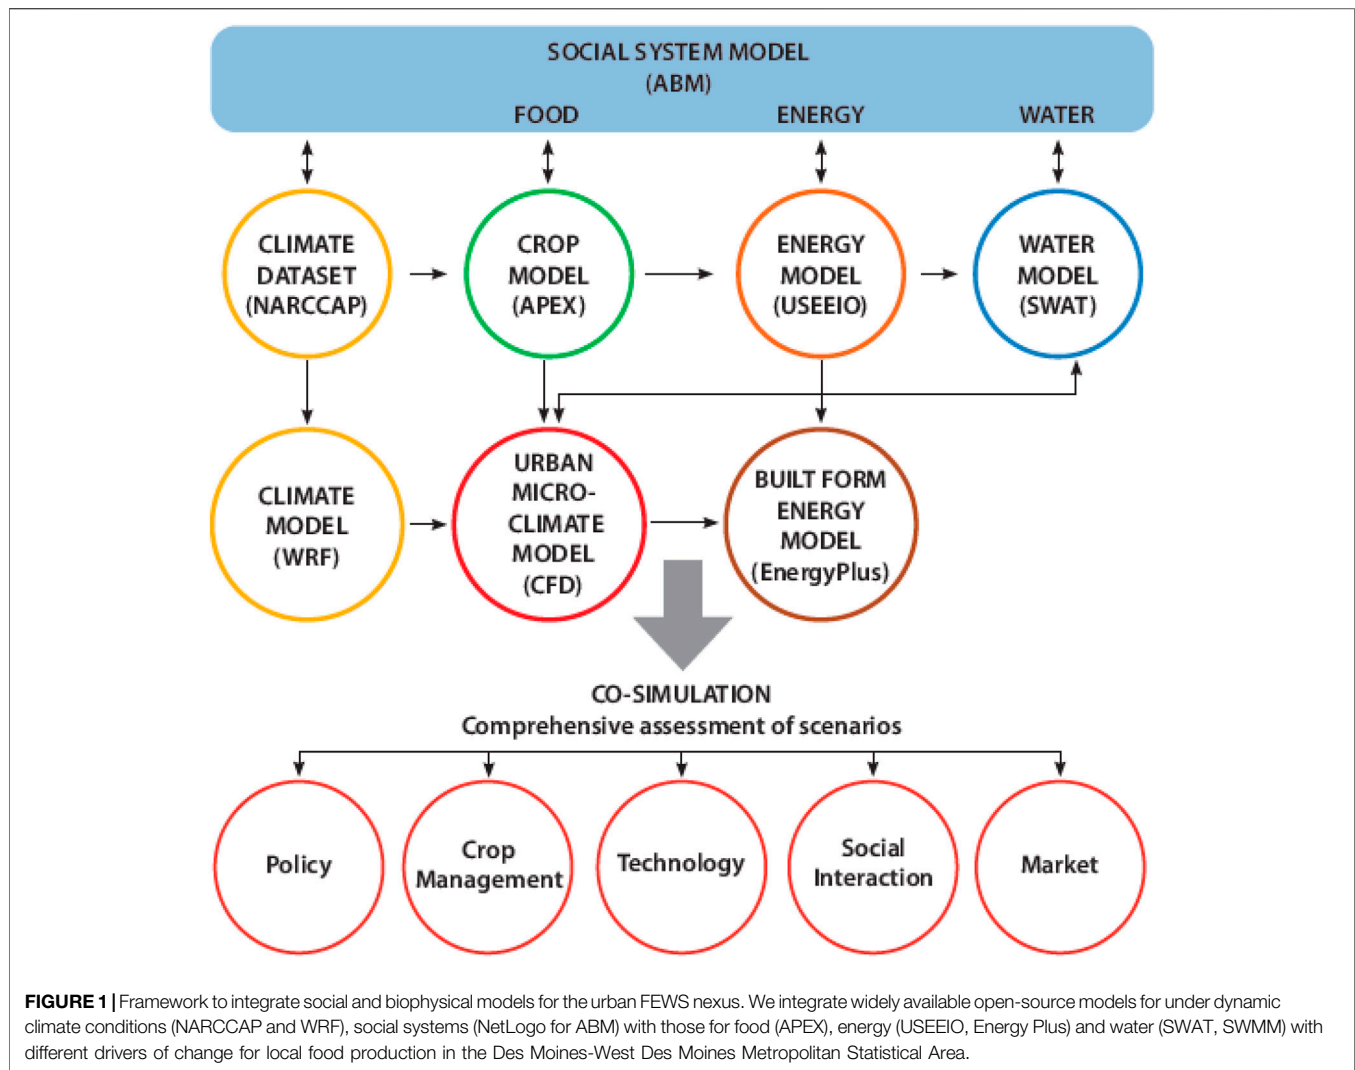 SOCIAL SYSTEM MODEL
(ABM)
FOOD
ENERGY
WATER
CLIMATE
DATASET
(NARCCAP)
CROP
MODEL
(APEX)
ENERGY
MODEL
(USEEIO)
WATER
MODEL
(SWAT)
CLIMATE
MODEL
(WRF)
URBAN
MICRO-
CLIMATE
MODEL
(CFD)
BUILT FORM
ENERGY
MODEL
(EnergyPlus)
CO-SIMULATION
Comprehensive assessment of scenarios
Policy
Crop
Management
Technology
Social
Interaction
Market
FIGURE 1 | Framework to integrate social and biophysical models for the urban FEWS nexus. We integrate widely available open-source models for under dynamic
climate conditions (NARCCAP and WRF), social systems (NetLogo for ABM) with those for food (APEX), energy (USEEIO, Energy Plus) and water (SWAT, SWMM) with
different drivers of change for local food production in the Des Moines-West Des Moines Metropolitan Statistical Area.